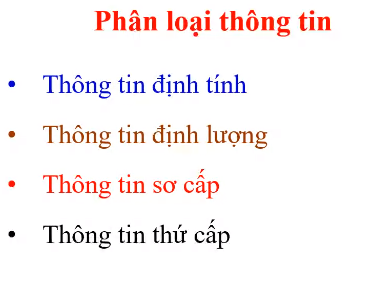 Phân loại thông tin
• Thông tin định tính
• Thông tin định lượng
• Thông tin sơ cấp
• Thông tin thứ cấp